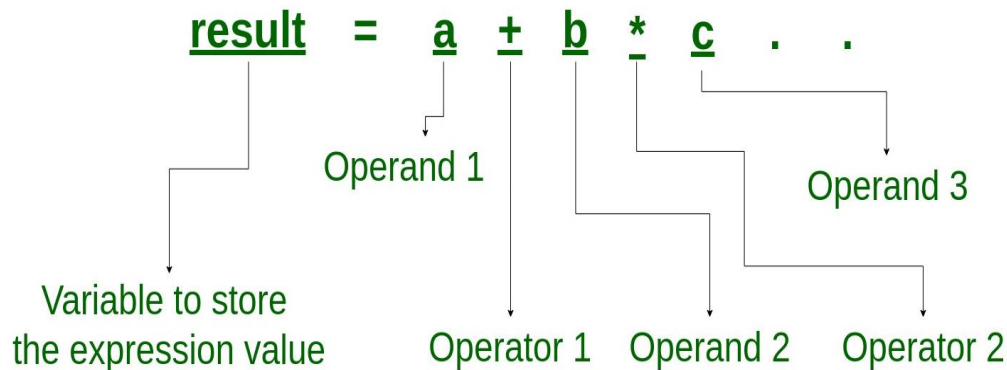 result = a + b * c . .
Operand 1
Operand 3
Variable to store
the expression value
Operator 1
Operand 2
Operator 2